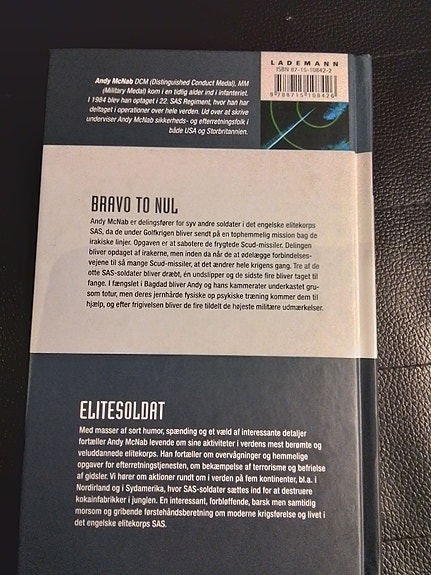 LADEMANN
ISBN 87-15-10842-2
9 788715 108426
Andy McNab DCM (Distinguished Conduct Medal), MM
(Military Medal) kom i en tidlig alder ind i infanteriet.
I 1984 blev han optaget i 22. SAS Regiment, hvor han har
deltaget i operationer over hele verden. Ud over at skrive
underviser Andy McNab sikkerheds- og efterretningsfolk i
både USA og Storbritannien.
BRAVO TO NUL
Andy McNab er delingsfører for syv andre soldater i det engelske elitekorps
SAS, da de under Golfkrigen bliver sendt på en tophemmelig mission bag de
irakiske linjer. Opgaven er at sabotere de frygtede Scud-missiler. Delingen
bliver opdaget af irakerne, men inden da når de at ødelægge forbindelses-
vejene til så mange Scud-missiler, at det ændrer hele krigens gang. Tre af de
otte SAS-soldater bliver dræbt, én undslipper og de sidste fire bliver taget til
fange. I fængslet i Bagdad bliver Andy og hans kammerater underkastet gru-
som totur, men deres jernhårde fysiske og psykiske træning kommer dem til
hjælp, og efter frigivelsen bliver de fire tildelt de højeste militære udmærkelser.
ELITESOLDAT
Med masser af sort humor, spænding og et væld af interessante detaljer
fortæller Andy McNab levende om sine aktiviteter i verdens mest berømte og
veluddannede elitekorps. Han fortæller om overvågninger og hemmelige
opgaver for efterretningstjenesten, om bekæmpelse af terrorisme og befrielse
af gidsler. Vi hører om aktioner rundt om i verden på fem kontinenter, bl.a. i
Nordirland og i Sydamerika, hvor SAS-soldater sættes ind for at destruere
kokainfabrikker i junglen. En interessant, forbløffende, barsk men samtidig
morsom og gribende førstehåndsberetning om moderne krigsførelse og livet i
det engelske elitekorps SAS.